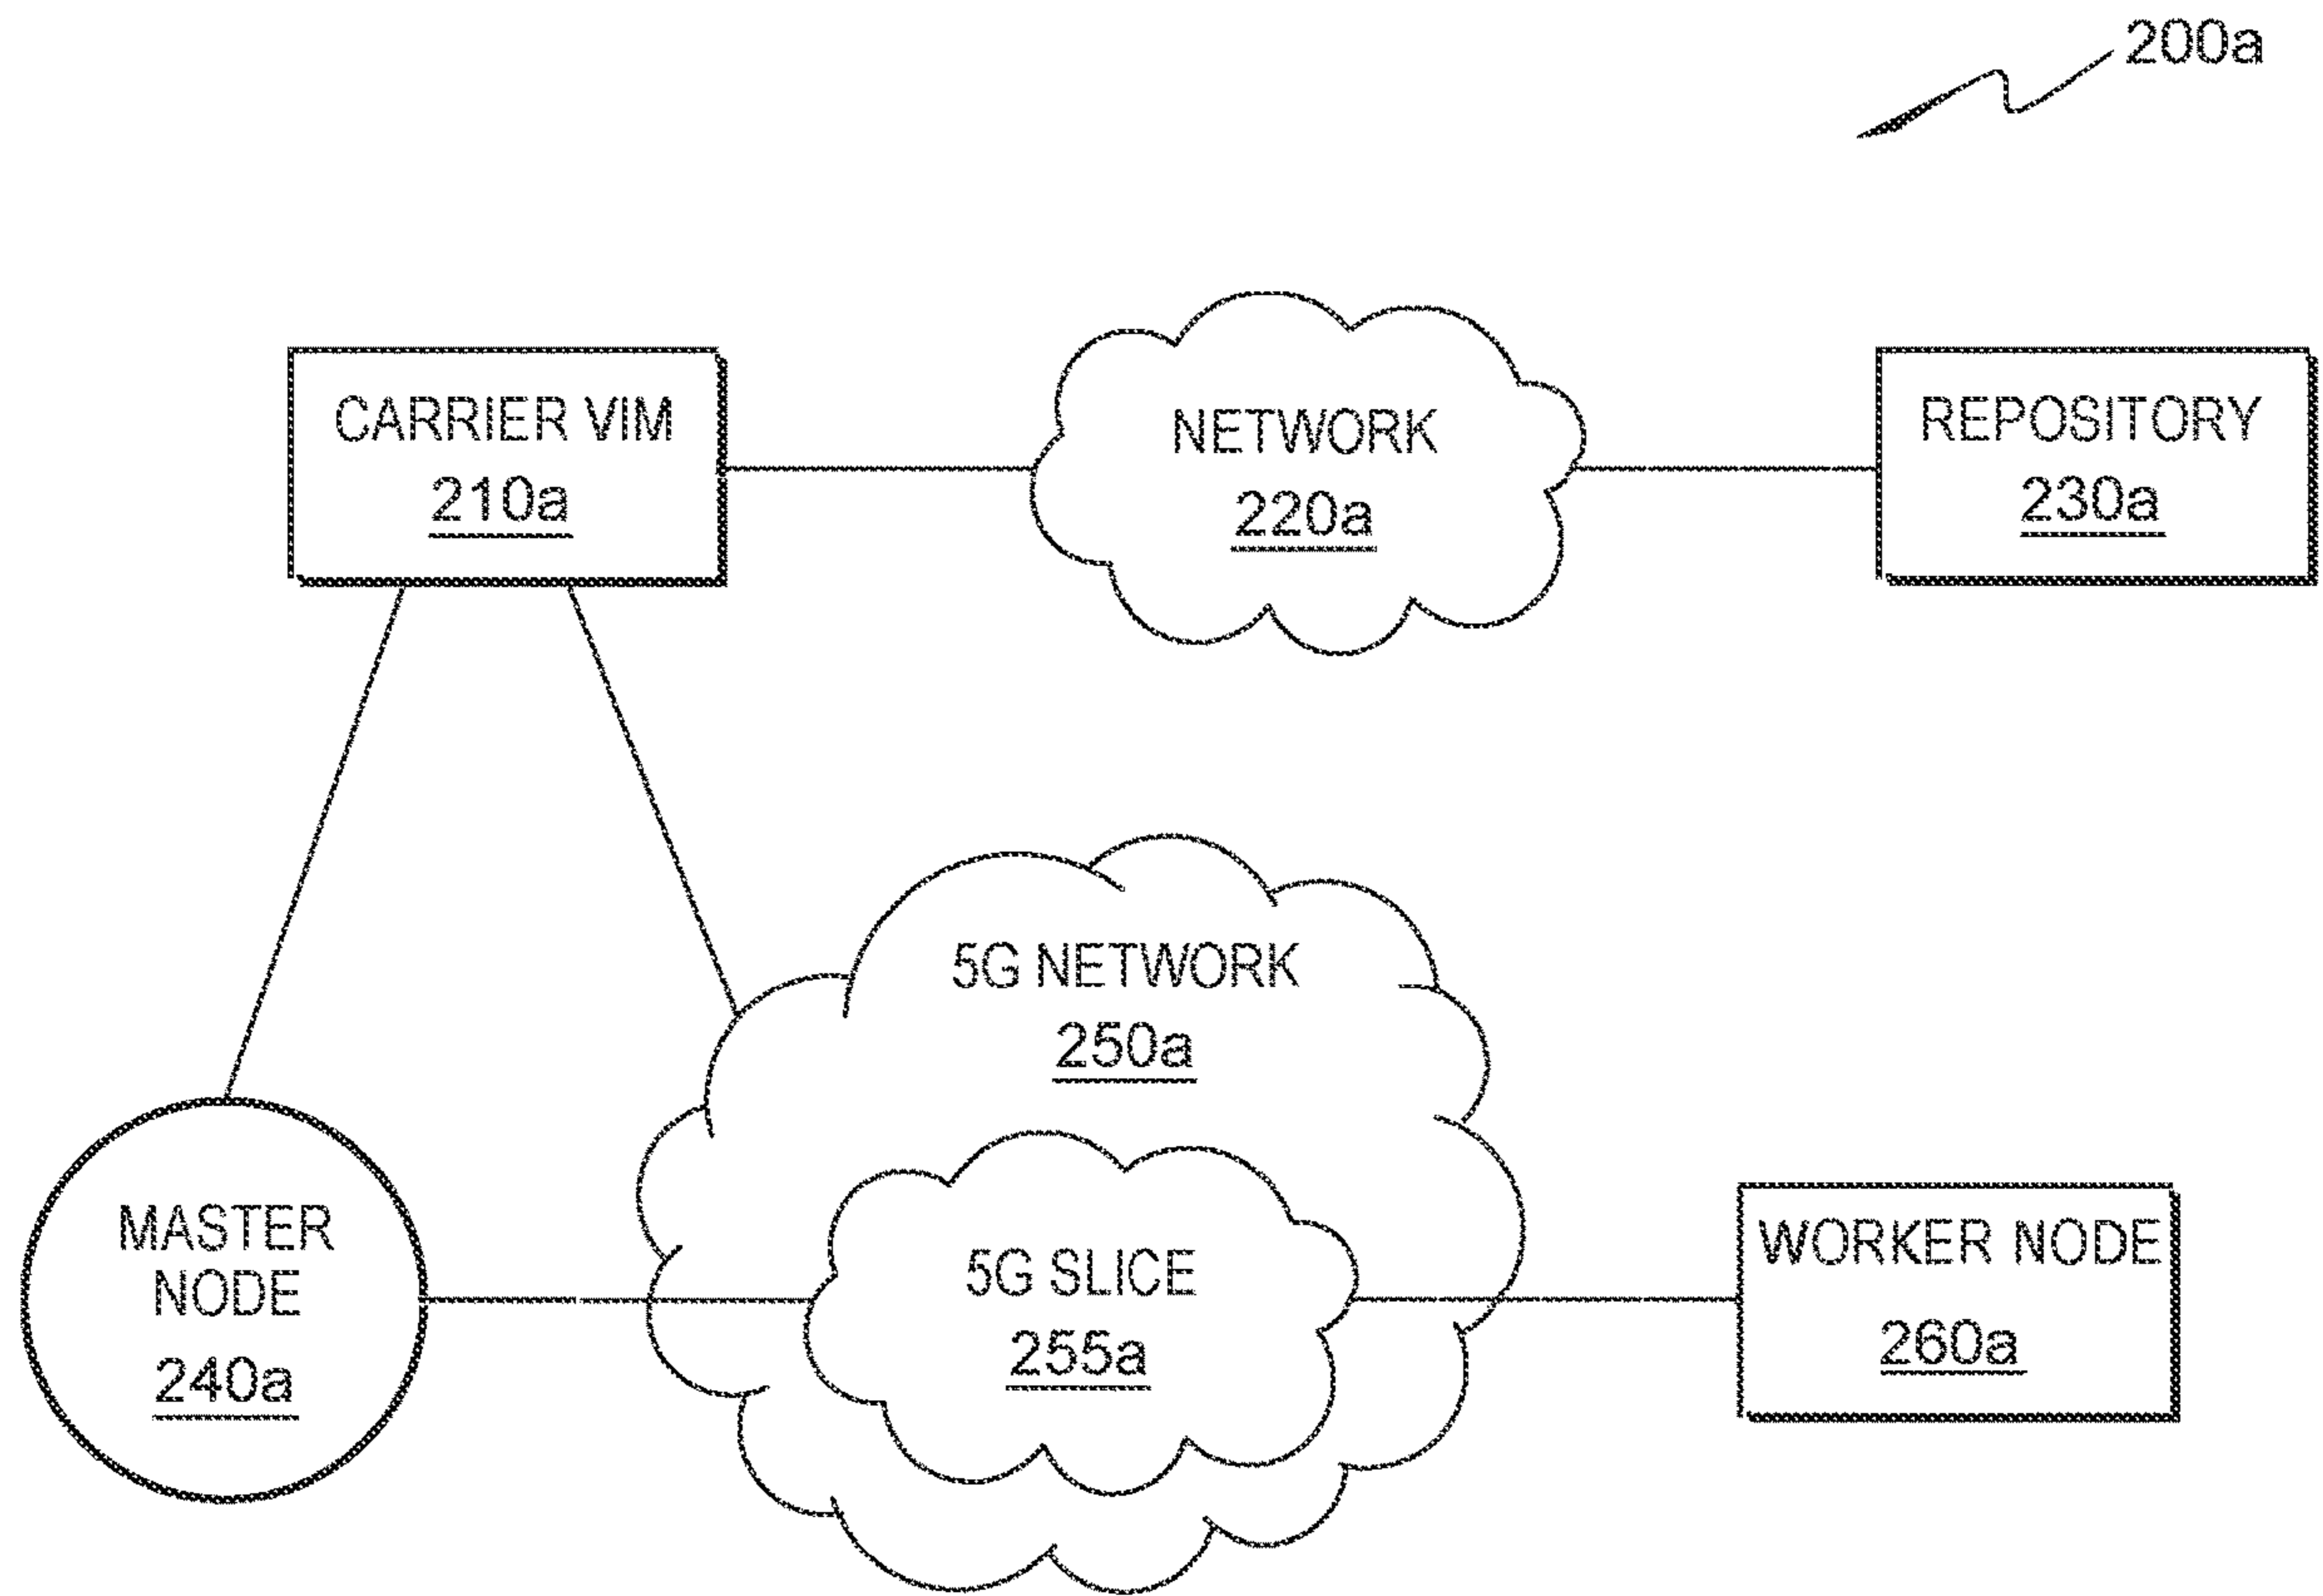 200a
CARRIER VIM
210a
NETWORK
220a
REPOSITORY
230a
5G NETWORK
250a
MASTER
NODE
240a
5G SLICE
255a
WORKER NODE
260a